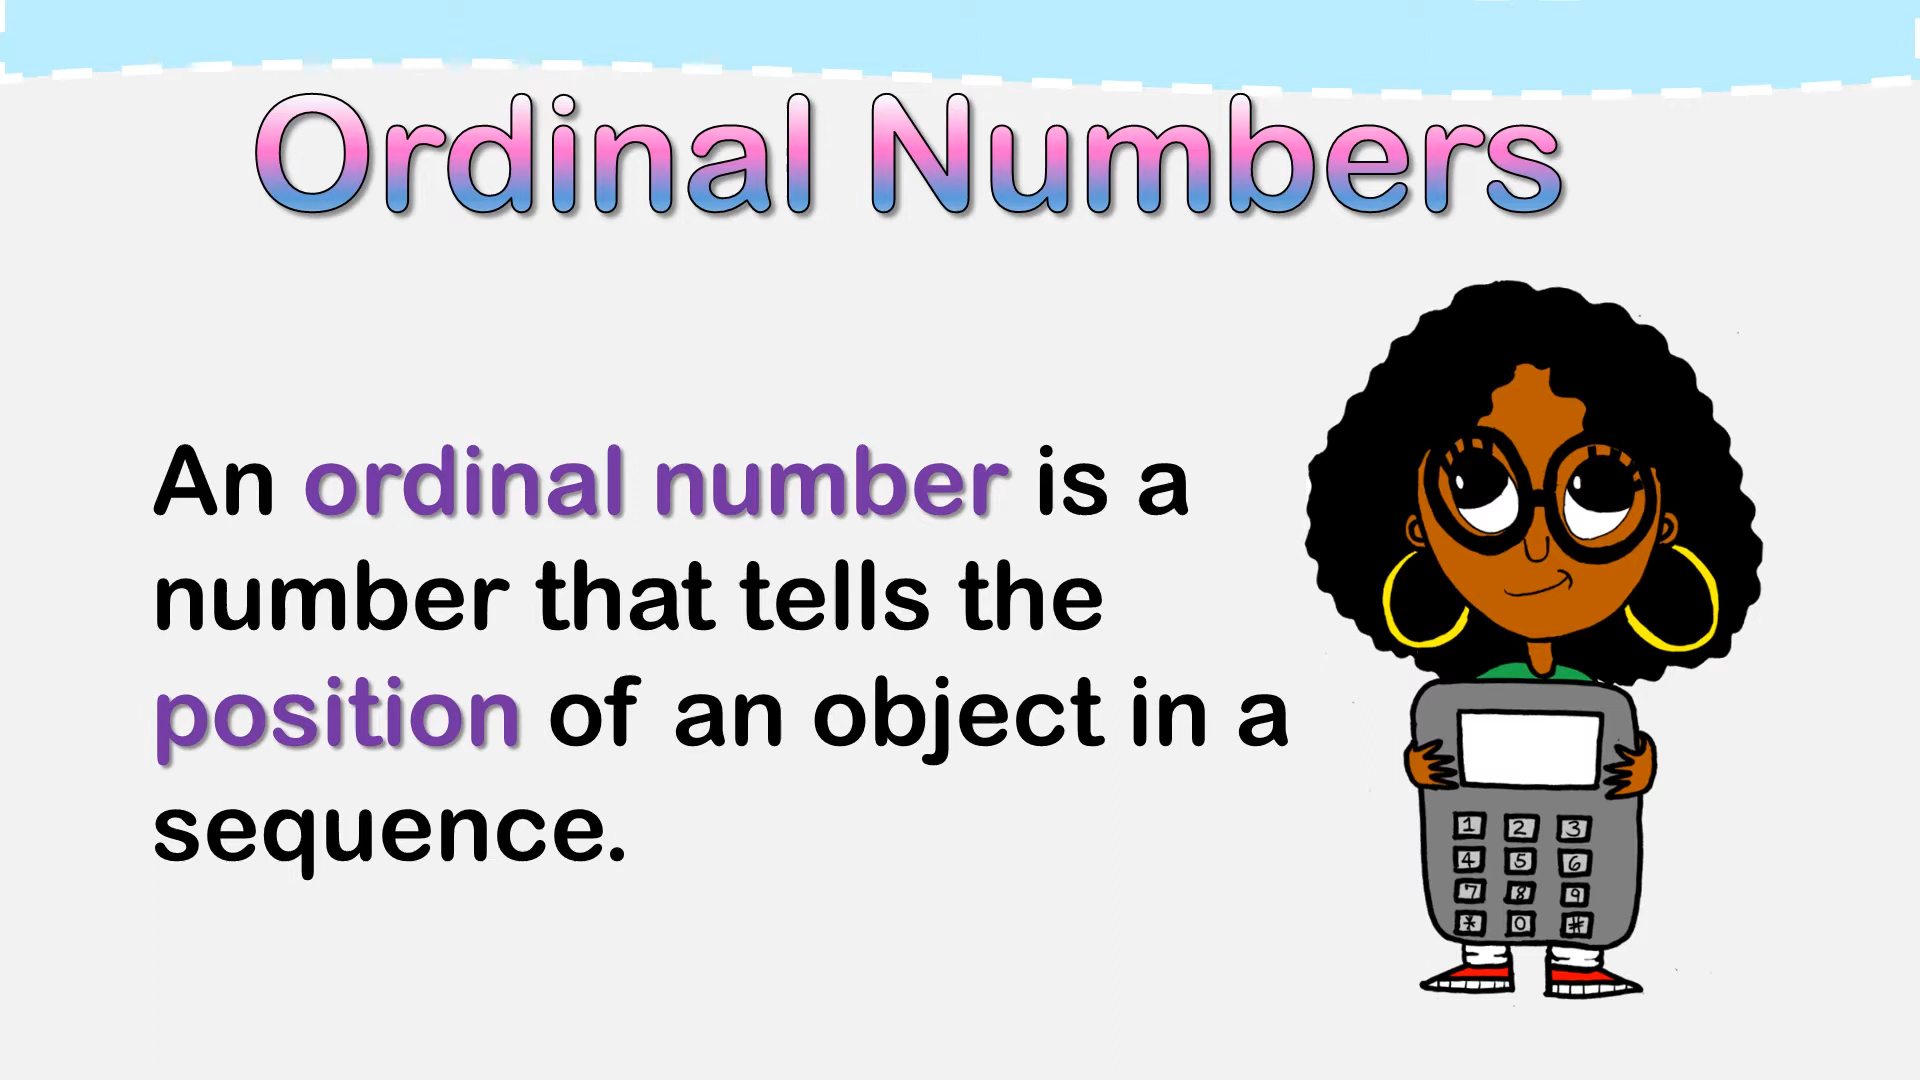 Ordinal Numbers
An ordinal number is a
number that tells the
position of an object in a
sequence.
1 2 3
4 5 6
7 8 9
* 0 #